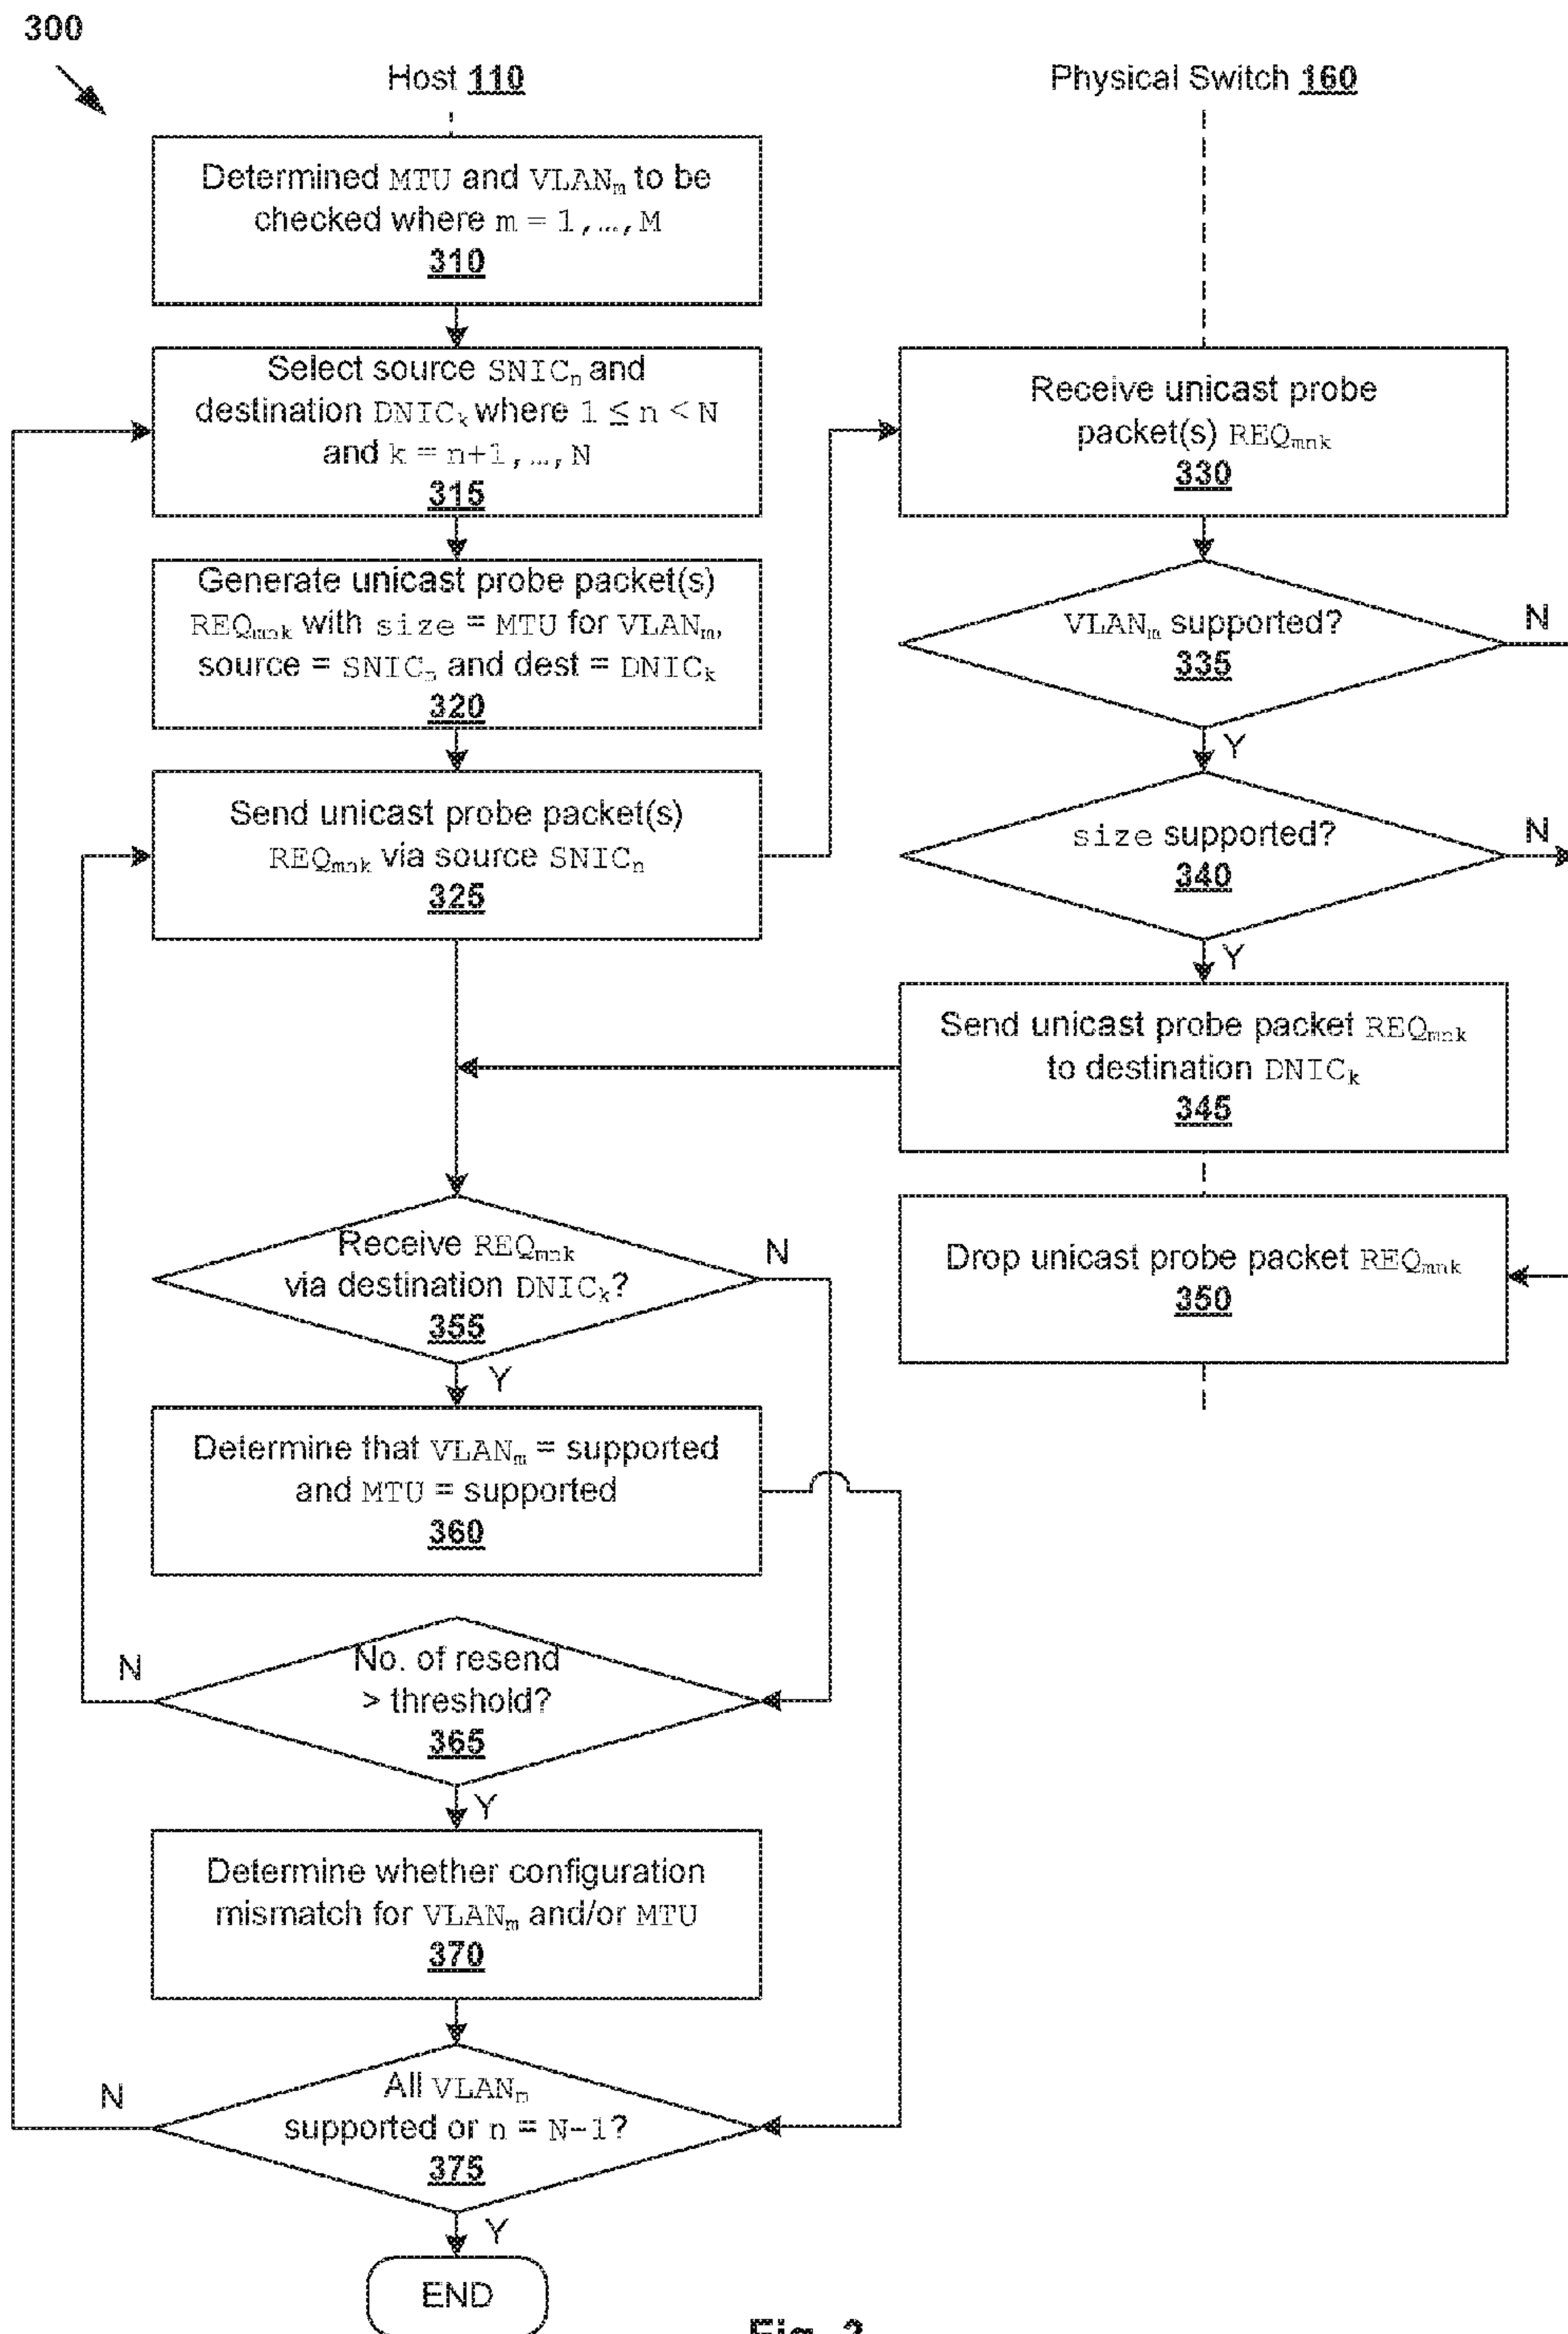 300
Host 110
Physical Switch 160
Determined MTU and VLANₘ to be
checked where m = 1,…,M
310
Select source SNICₙ and
destination DNICₖ where 1 ≤ n < N
and k = n+1,…,N
315
Generate unicast probe packet(s)
REQₘₙₖ with size = MTU for VLANₘ,
source = SNICₙ and dest = DNICₖ
320
Send unicast probe packet(s)
REQₘₙₖ via source SNICₙ
325
Receive unicast probe
packet(s) REQₘₙₖ
330
VLANₘ supported?
335
N
Y
size supported?
340
N
Y
Send unicast probe packet REQₘₙₖ
to destination DNICₖ
345
Drop unicast probe packet REQₘₙₖ
350
Receive REQₘₙₖ
via destination DNICₖ?
355
N
Y
Determine that VLANₘ = supported
and MTU = supported
360
No. of resend
> threshold?
365
N
Y
Determine whether configuration
mismatch for VLANₘ and/or MTU
370
All VLANₘ
supported or n = N-1?
375
N
Y
END
Fig.